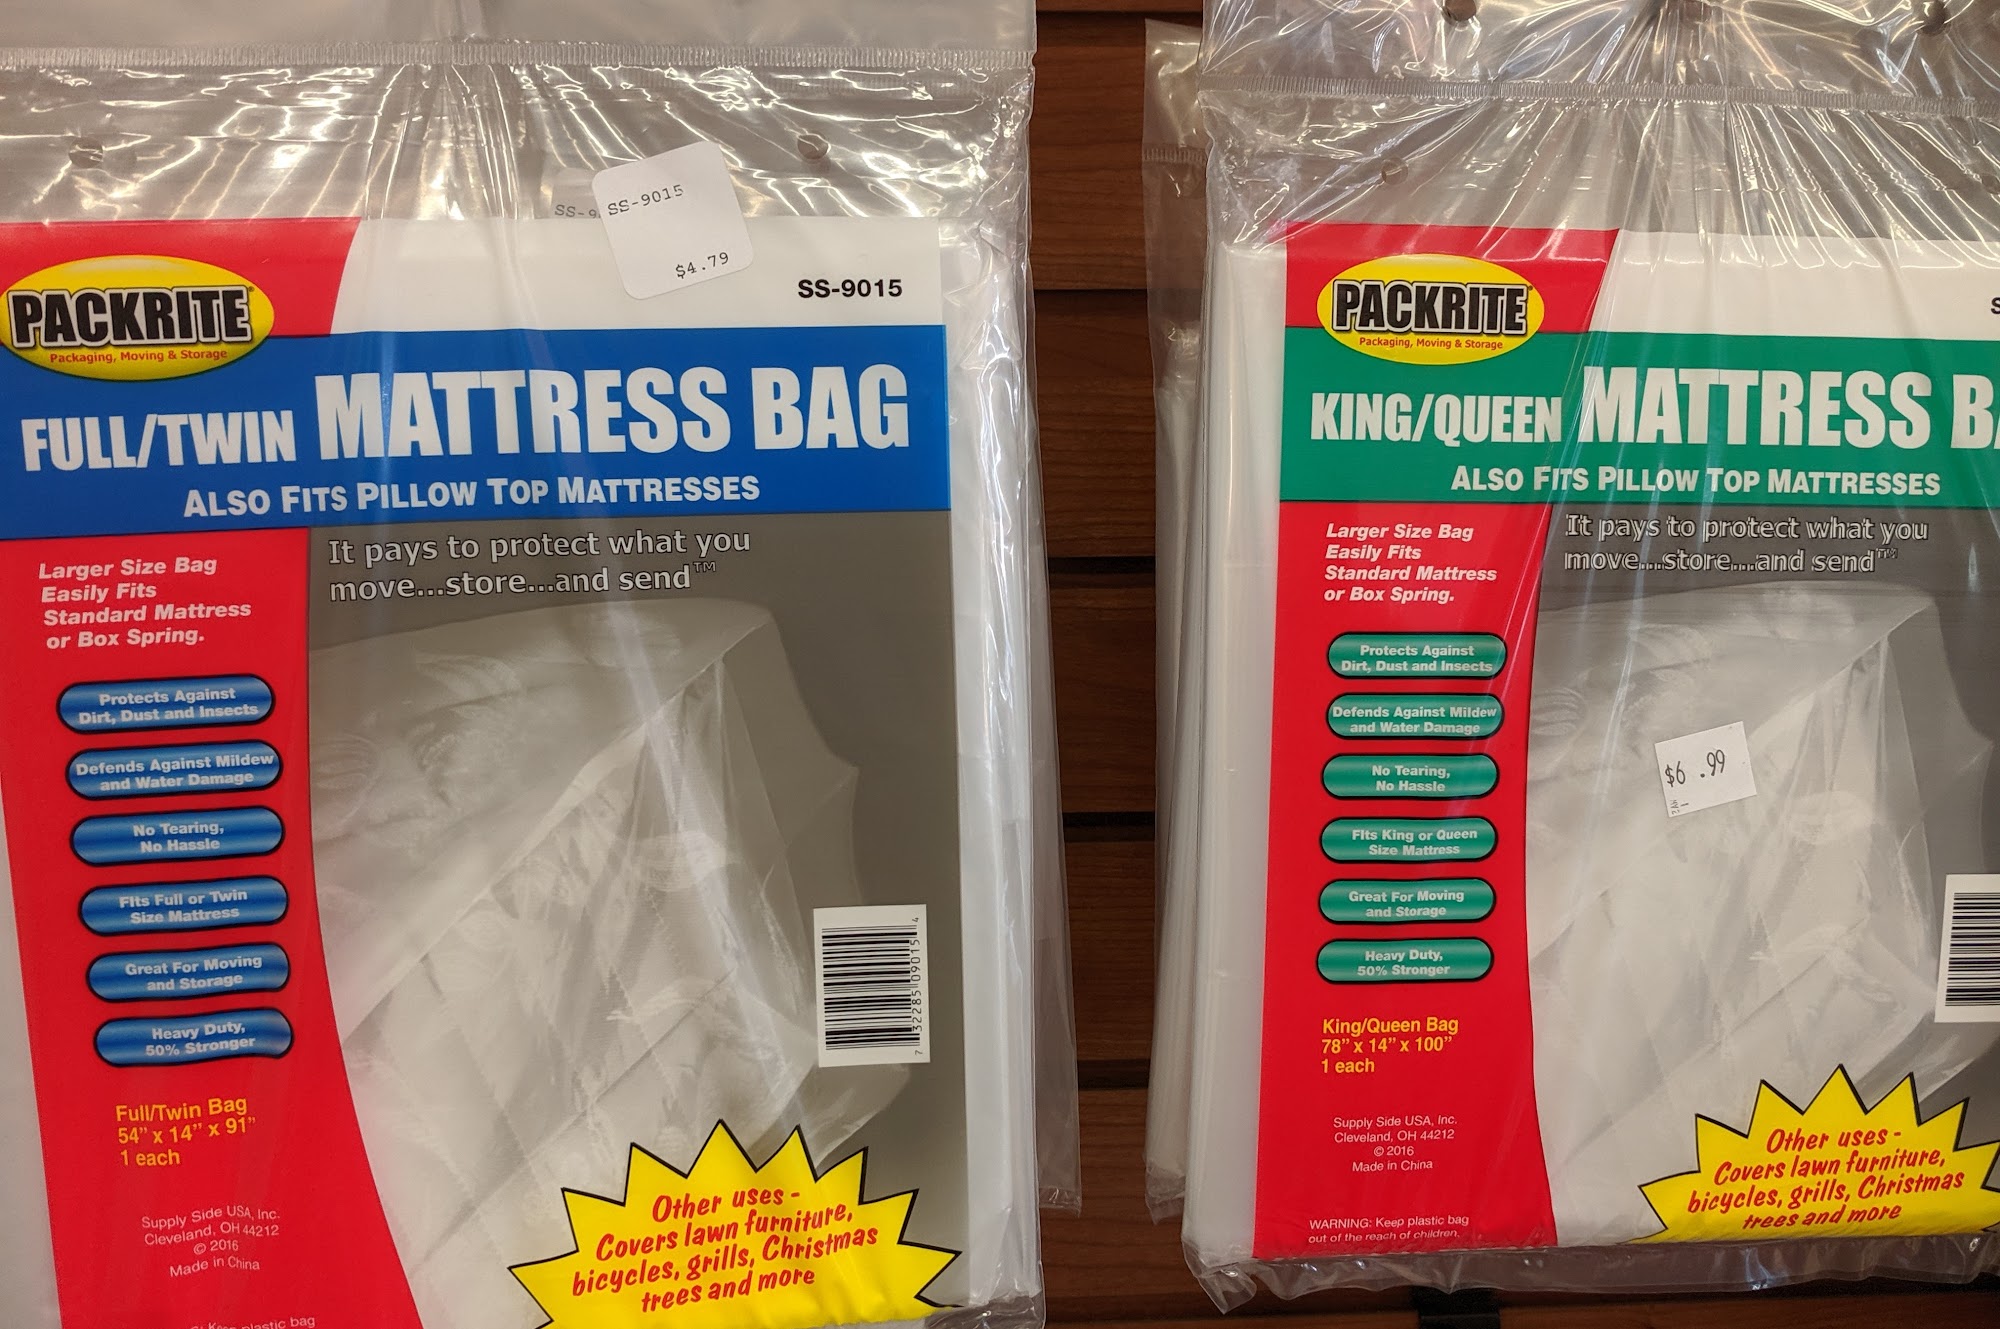 SS-9
SS-9015
$4.79
SS-9015
PACKRITE
Packaging, Moving & Storage
FULL/TWIN MATTRESS BAG
ALSO FITS PILLOW TOP MATTRESSES
It pays to protect what you
move...store...and send™
Larger Size Bag
Easily Fits
Standard Mattress
or Box Spring.
Protects Against
Dirt, Dust and Insects
Defends Against Mildew
and Water Damage
No Tearing,
No Hassle
Fits Full or Twin
Size Mattress
Great For Moving
and Storage
Heavy Duty,
50% Stronger
Full/Twin Bag
54" x 14" x 91"
1 each
Supply Side USA, Inc.
Cleveland, OH 44212
© 2016
Made in China
Keep plastic bag
7 32285 09015 4
Other uses -
Covers lawn furniture,
bicycles, grills, Christmas
trees and more
S
PACKRITE
Packaging, Moving & Storage
KING/QUEEN MATTRESS BA
ALSO FITS PILLOW TOP MATTRESSES
It pays to protect what you
move...store...and send™
Larger Size Bag
Easily Fits
Standard Mattress
or Box Spring.
Protects Against
Dirt, Dust and Insects
Defends Against Mildew
and Water Damage
No Tearing,
No Hassle
Fits King or Queen
Size Mattress
Great For Moving
and Storage
Heavy Duty,
50% Stronger
$6.99
King/Queen Bag
78" x 14" x 100"
1 each
Supply Side USA, Inc.
Cleveland, OH 44212
© 2016
Made in China
WARNING: Keep plastic bag
out of the reach of children.
Other uses -
Covers lawn furniture,
bicycles, grills, Christmas
trees and more